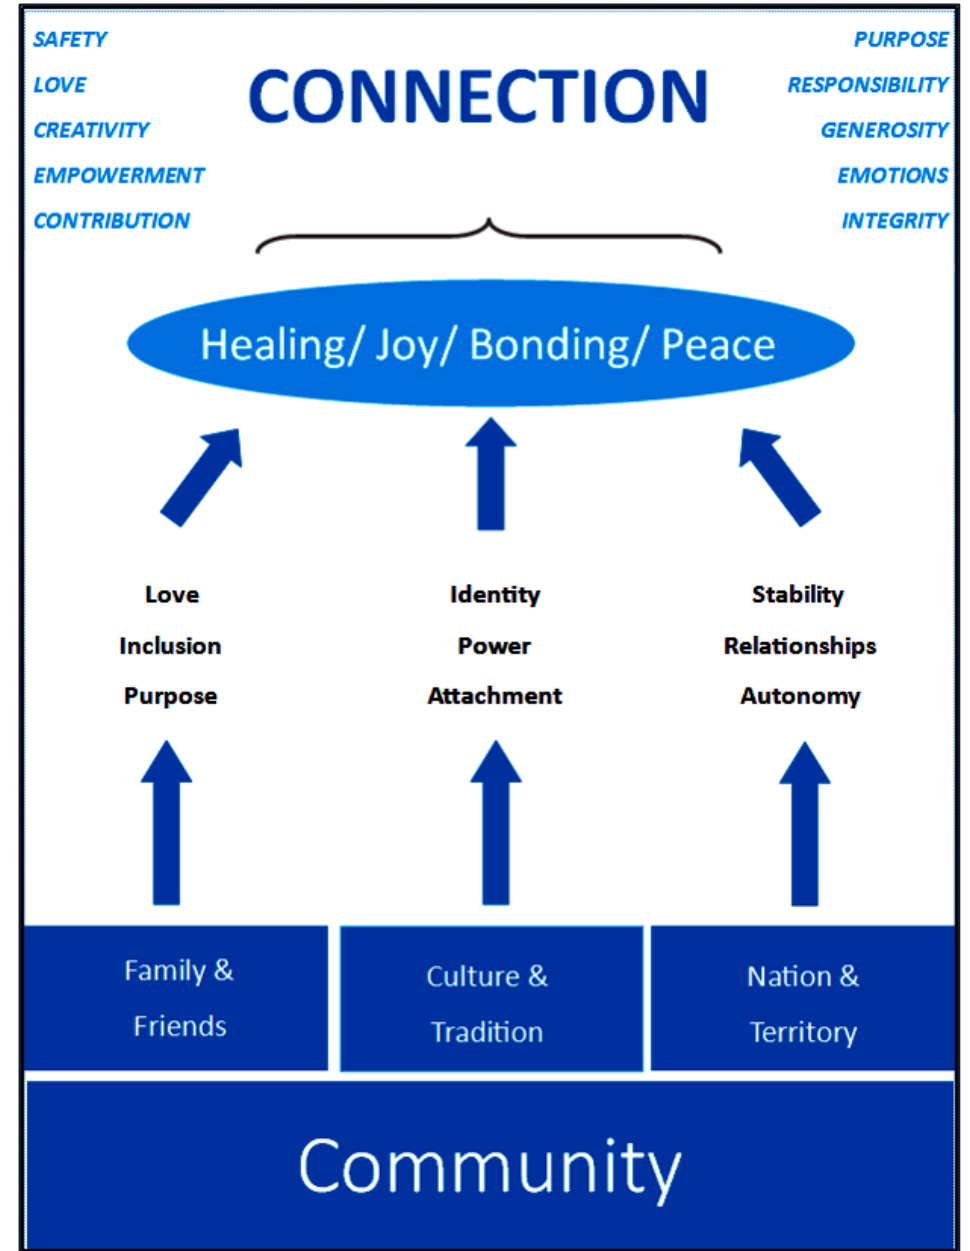 SAFETY
LOVE
CREATIVITY
EMPOWERMENT
CONTRIBUTION
CONNECTION
PURPOSE
RESPONSIBILITY
GENEROSITY
EMOTIONS
INTEGRITY
Healing/ Joy/ Bonding/ Peace
Love
Inclusion
Purpose
Identity
Power
Attachment
Stability
Relationships
Autonomy
Family &
Friends
Culture &
Tradition
Nation &
Territory
Community